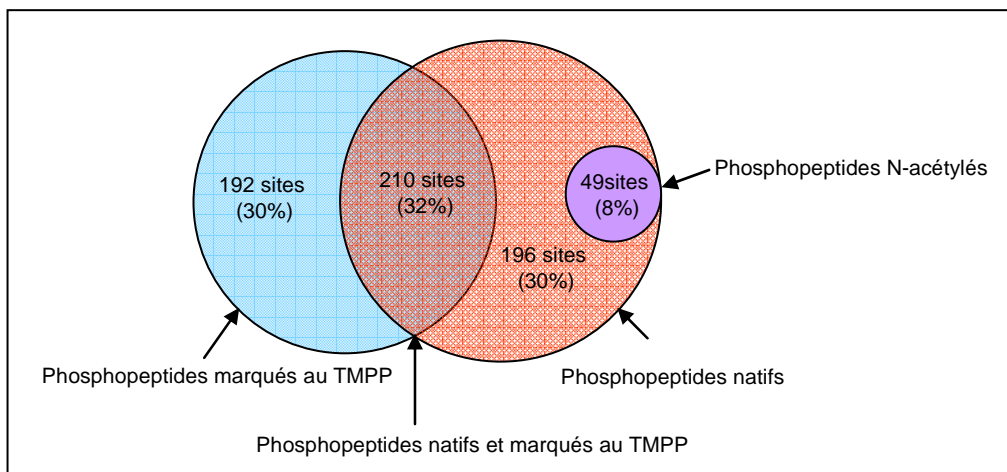 Phosphopeptides N-acétylés
192 sites
(30%)
210 sites
(32%)
49sites
(8%)
196 sites
(30%)
Phosphopeptides marqués au TMPP
Phosphopeptides natifs
Phosphopeptides natifs et marqués au TMPP